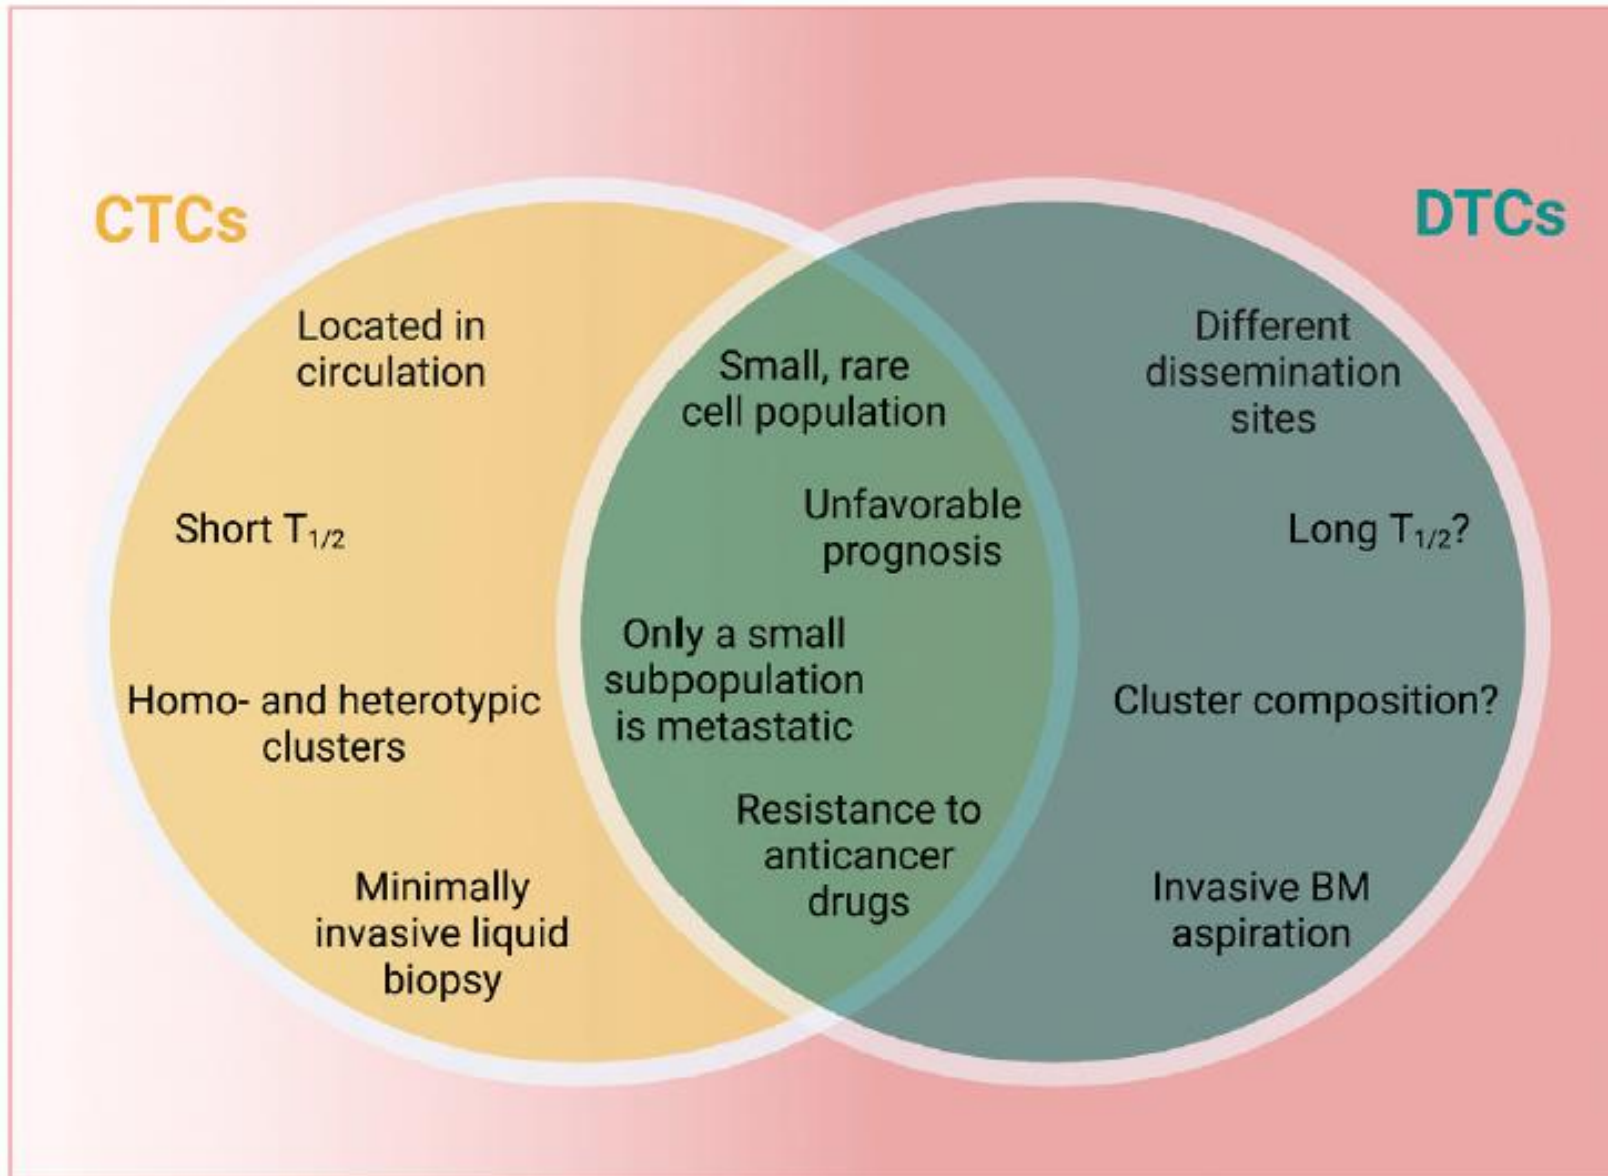 CTCs
DTCs
Located in
circulation
Short T1/2
Homo- and heterotypic
clusters
Minimally
invasive liquid
biopsy
Small, rare
cell population
Unfavorable
prognosis
Only a small
subpopulation
is metastatic
Resistance to
anticancer
drugs
Different
dissemination
sites
Long T1/2?
Cluster composition?
Invasive BM
aspiration